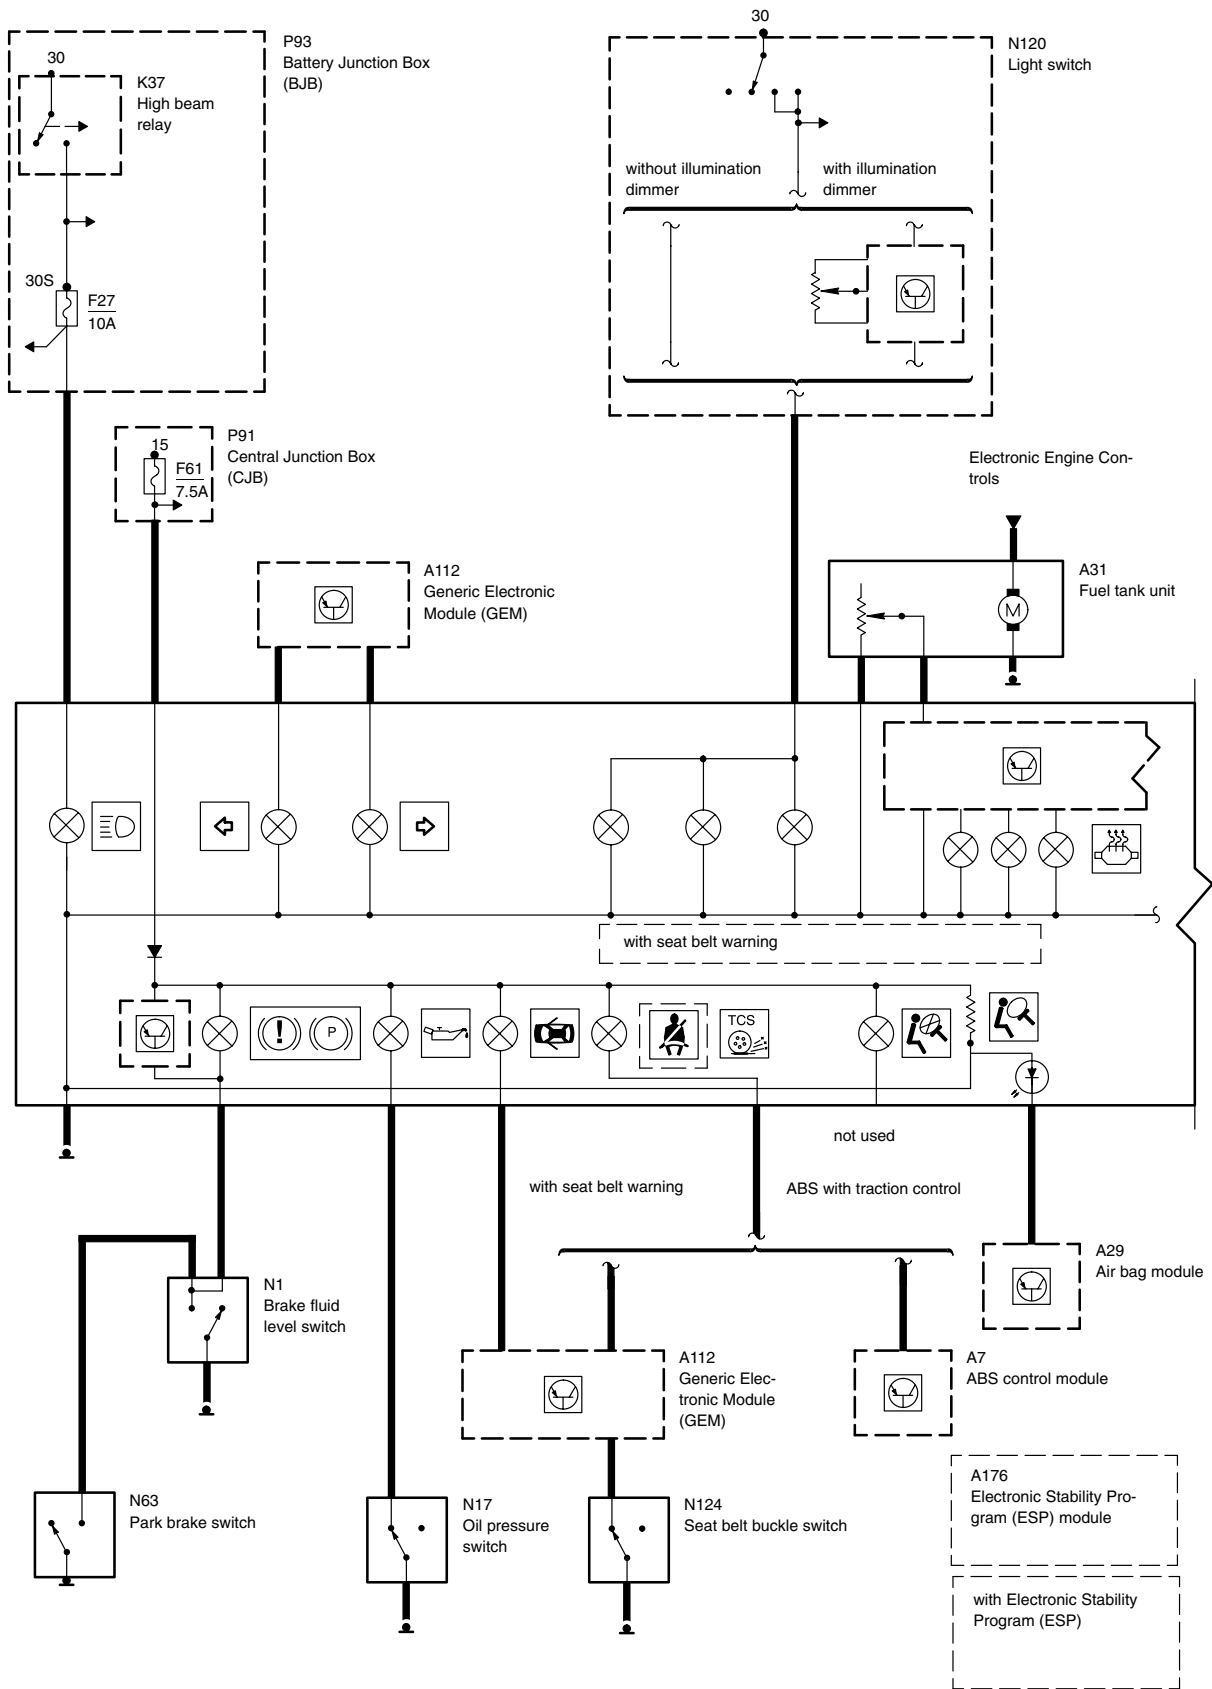 30
P93
Battery Junction Box
(BJB)
30
K37
High beam
relay
30S
F27
10A
N120
Light switch
without illumination
dimmer
with illumination
dimmer
P91
Central Junction Box
(CJB)
15
F61
7.5A
Electronic Engine Con-
trols
A112
Generic Electronic
Module (GEM)
A31
Fuel tank unit
M
with seat belt warning
P
TCS
not used
with seat belt warning
ABS with traction control
N1
Brake fluid
level switch
A29
Air bag module
A112
Generic Elec-
tronic Module
(GEM)
A7
ABS control module
N63
Park brake switch
N17
Oil pressure
switch
N124
Seat belt buckle switch
A176
Electronic Stability Pro-
gram (ESP) module
with Electronic Stability
Program (ESP)